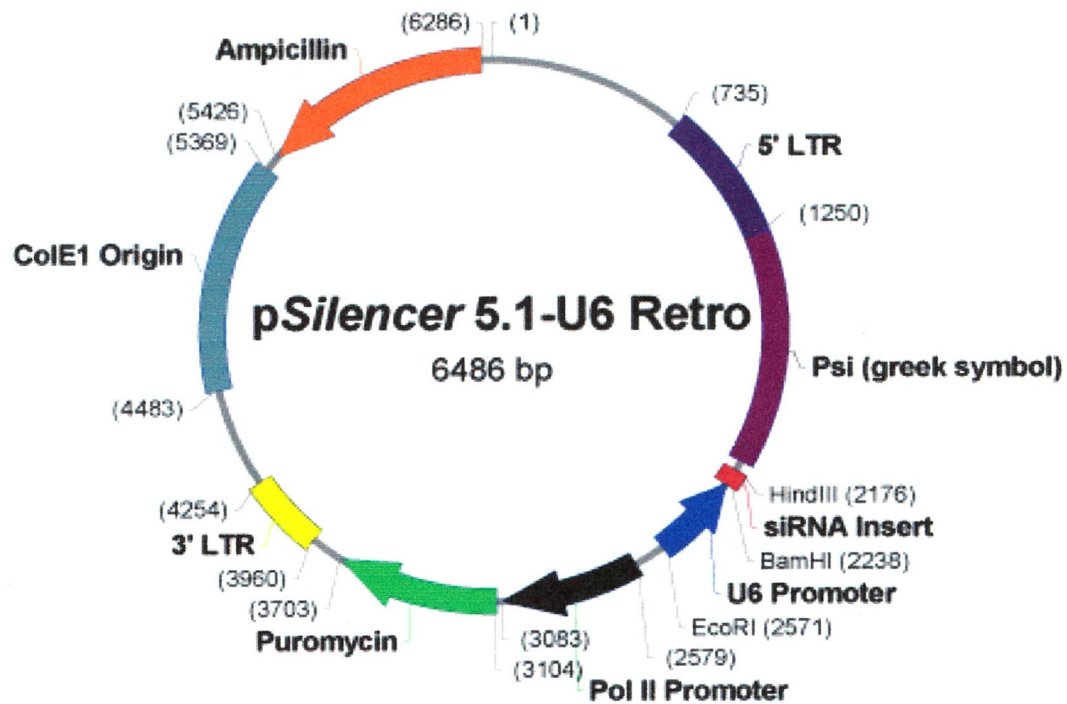 (6286)
(1)
Ampicillin
(735)
(5426)
(5369)
5' LTR
(1250)
ColE1 Origin
pSilencer 5.1-U6 Retro
6486 bp
Psi (greek symbol)
(4483)
HindIII (2176)
siRNA Insert
(4254)
3' LTR
BamHI (2238)
(3960)
U6 Promoter
(3703)
EcoRI (2571)
Puromycin
(3083)
(2579)
(3104)
Pol II Promoter